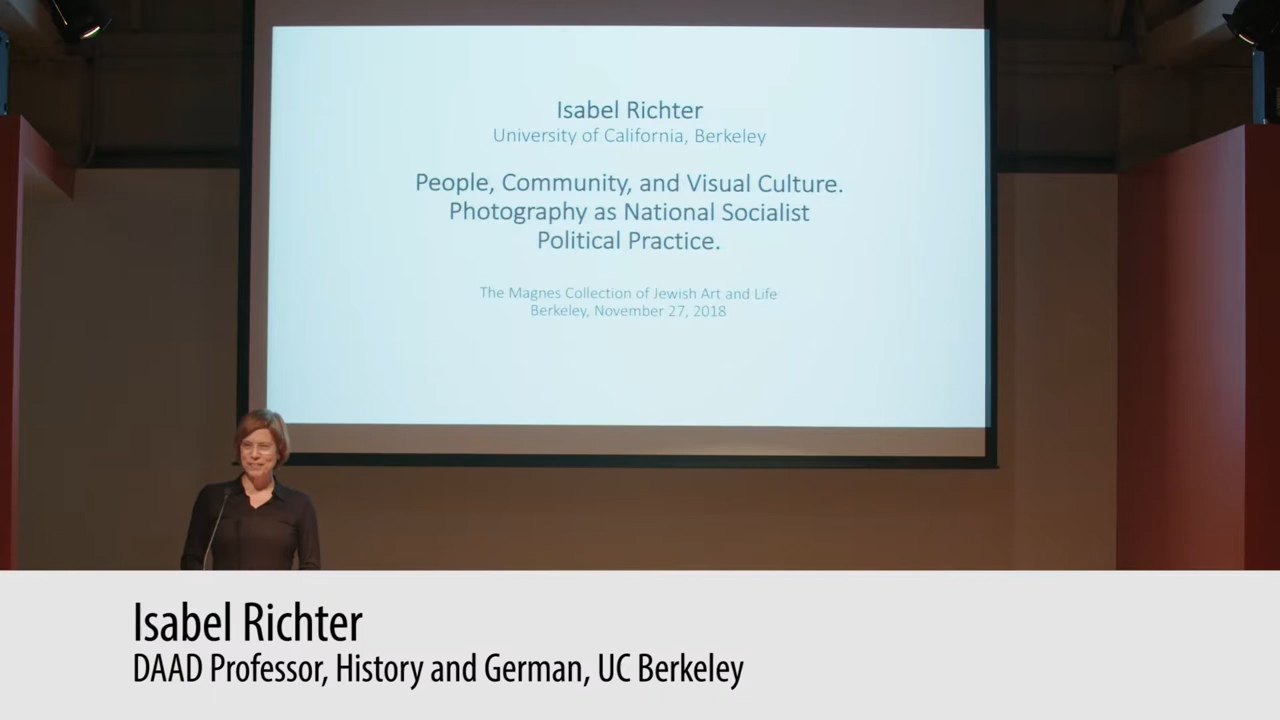 Isabel Richter
University of California, Berkeley
People, Community, and Visual Culture.
Photography as National Socialist
Political Practice.
The Magnes Collection of Jewish Art and Life
Berkeley, November 27, 2018
Isabel Richter
DAAD Professor, History and German, UC Berkeley